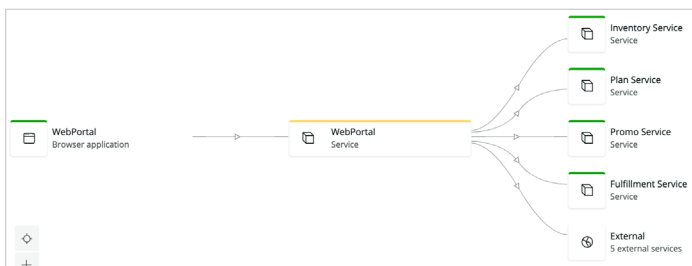 WebPortal
Browser application
WebPortal
Service
Inventory Service
Service
Plan Service
Service
Promo Service
Service
Fulfillment Service
Service
External
5 external services